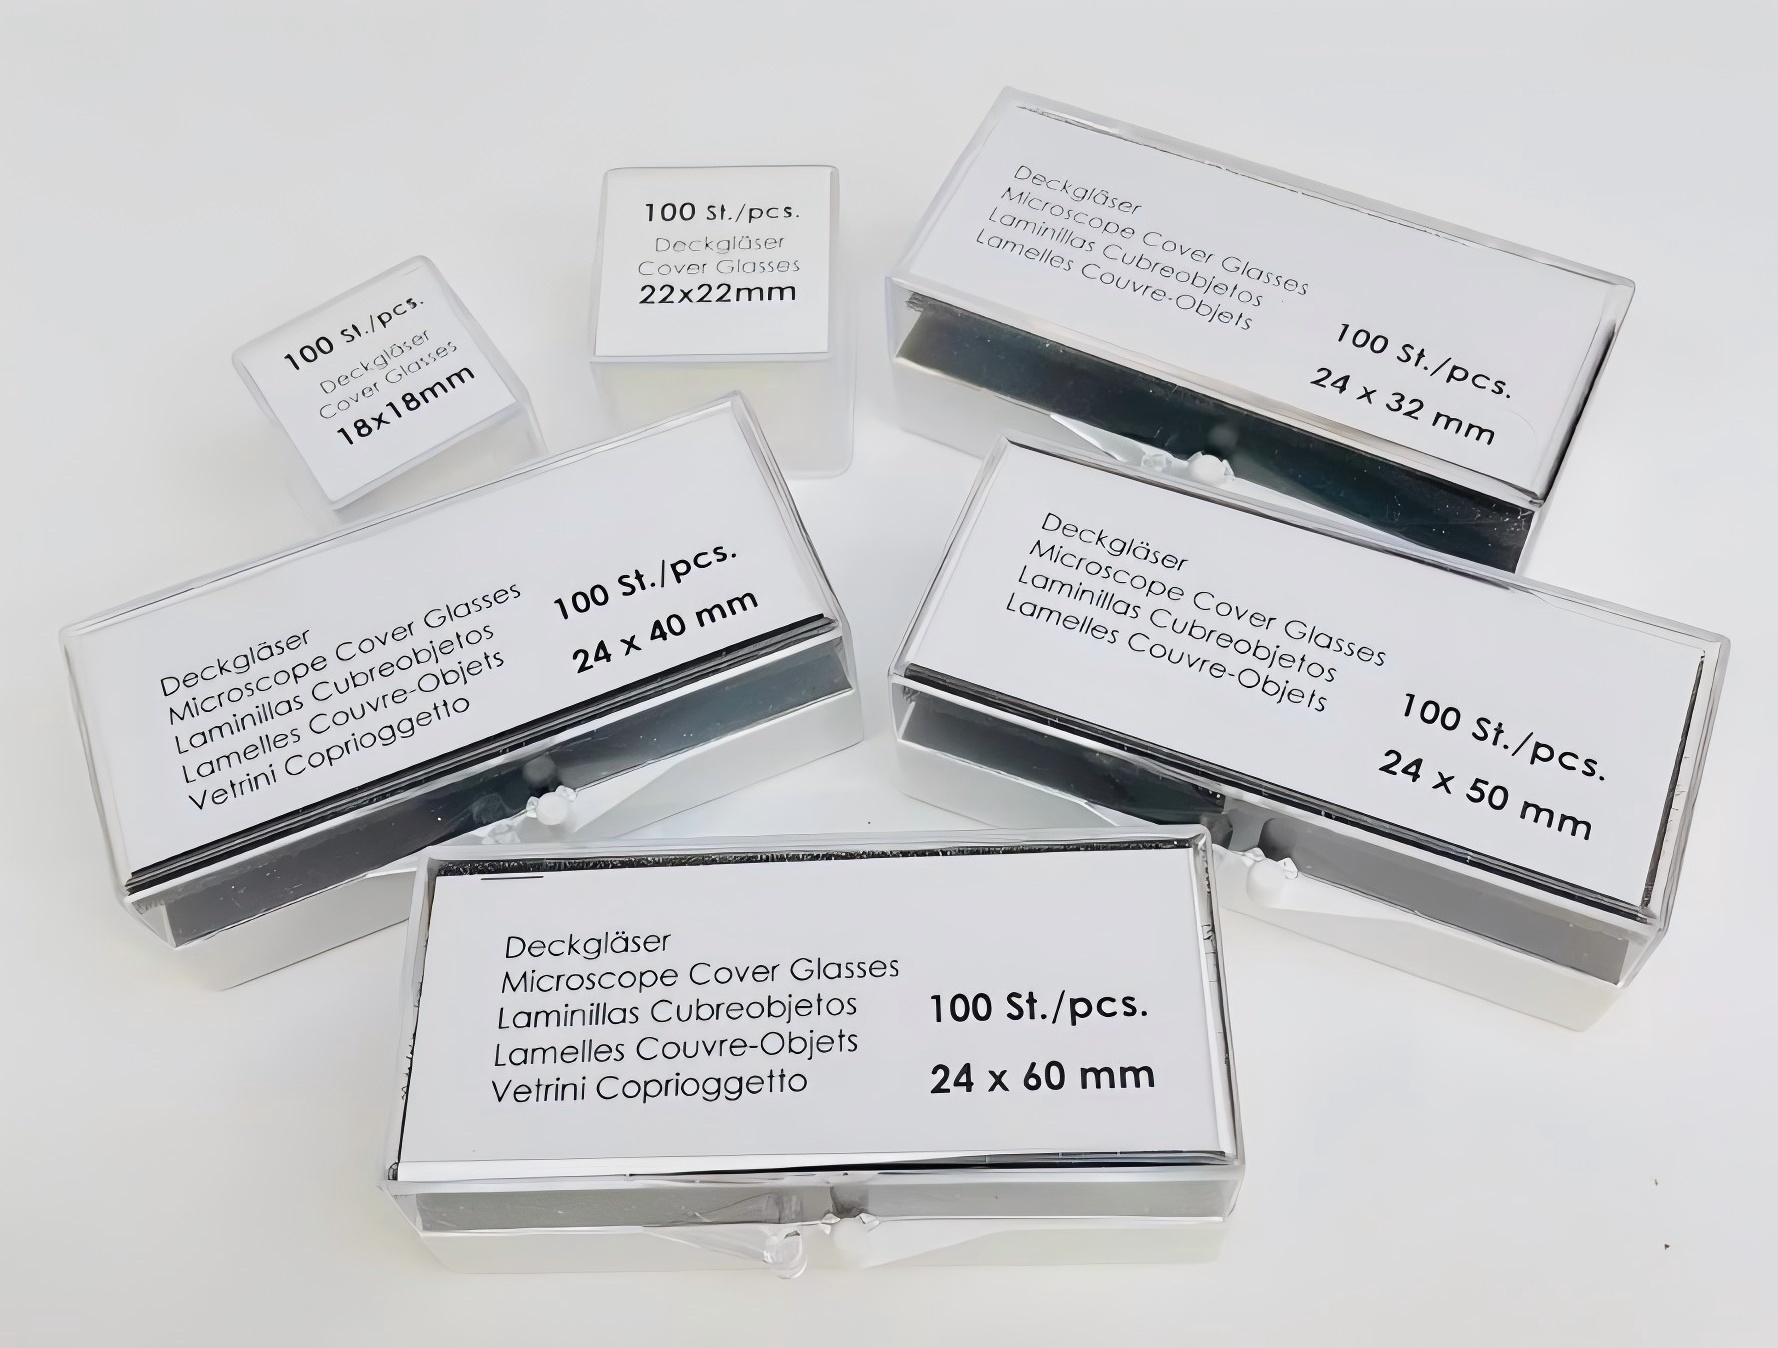 100 St./pcs.
Deckgläser
Cover Glasses
18x18mm
100 St./pcs.
Deckgläser
Cover Glasses
22x22mm
Deckgläser
Microscope Cover Glasses
Laminillas Cubreobjetos
Lamelles Couvre-Objets
100 St./pcs.
24 x 32 mm
Deckgläser
Microscope Cover Glasses
Laminillas Cubreobjetos
Lamelles Couvre-Objets
Vetrini Coprioggetto
100 St./pcs.
24 x 40 mm
Deckgläser
Microscope Cover Glasses
Laminillas Cubreobjetos
Lamelles Couvre-Objets
100 St./pcs.
24 x 50 mm
Deckgläser
Microscope Cover Glasses
Laminillas Cubreobjetos
Lamelles Couvre-Objets
Vetrini Coprioggetto
100 St./pcs.
24 x 60 mm